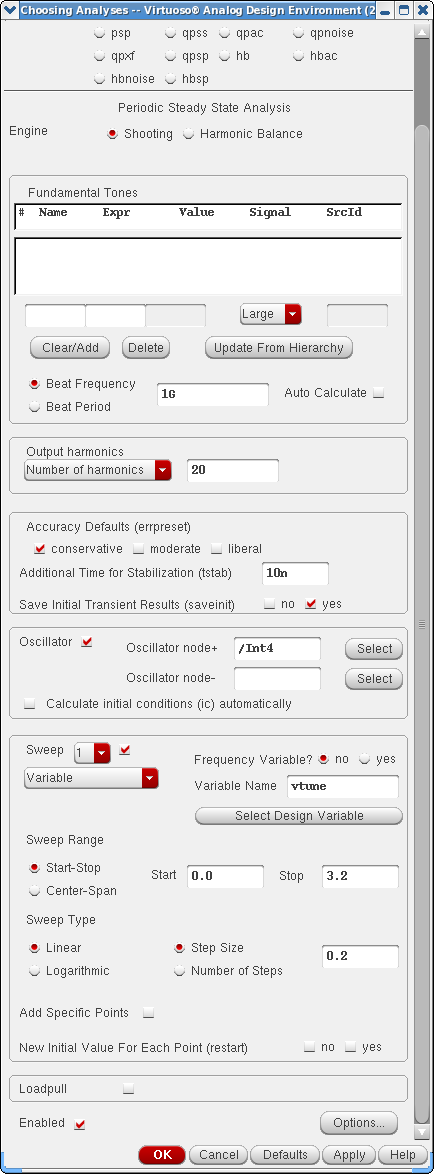 Choosing Analyses -- Virtuoso® Analog Design Environment (2
psp qpss qpac qpnoise
qpxf qpsp hb hbac
hbnoise hbsp
Periodic Steady State Analysis
Engine Shooting Harmonic Balance
Fundamental Tones
# Name Expr Value Signal SrcId
Large
Clear/Add Delete Update From Hierarchy
Beat Frequency 1G Auto Calculate
Beat Period
Output harmonics
Number of harmonics 20
Accuracy Defaults (errpreset)
conservative moderate liberal
Additional Time for Stabilization (tstab) 10n
Save Initial Transient Results (saveinit) no yes
Oscillator Oscillator node+ /Int4 Select
Oscillator node- Select
Calculate initial conditions (ic) automatically
Sweep 1 Frequency Variable? no yes
Variable Variable Name vtune
Select Design Variable
Sweep Range
Start-Stop Start 0.0 Stop 3.2
Center-Span
Sweep Type
Linear Step Size 0.2
Logarithmic Number of Steps
Add Specific Points
New Initial Value For Each Point (restart) no yes
Loadpull
Enabled Options...
OK Cancel Defaults Apply Help